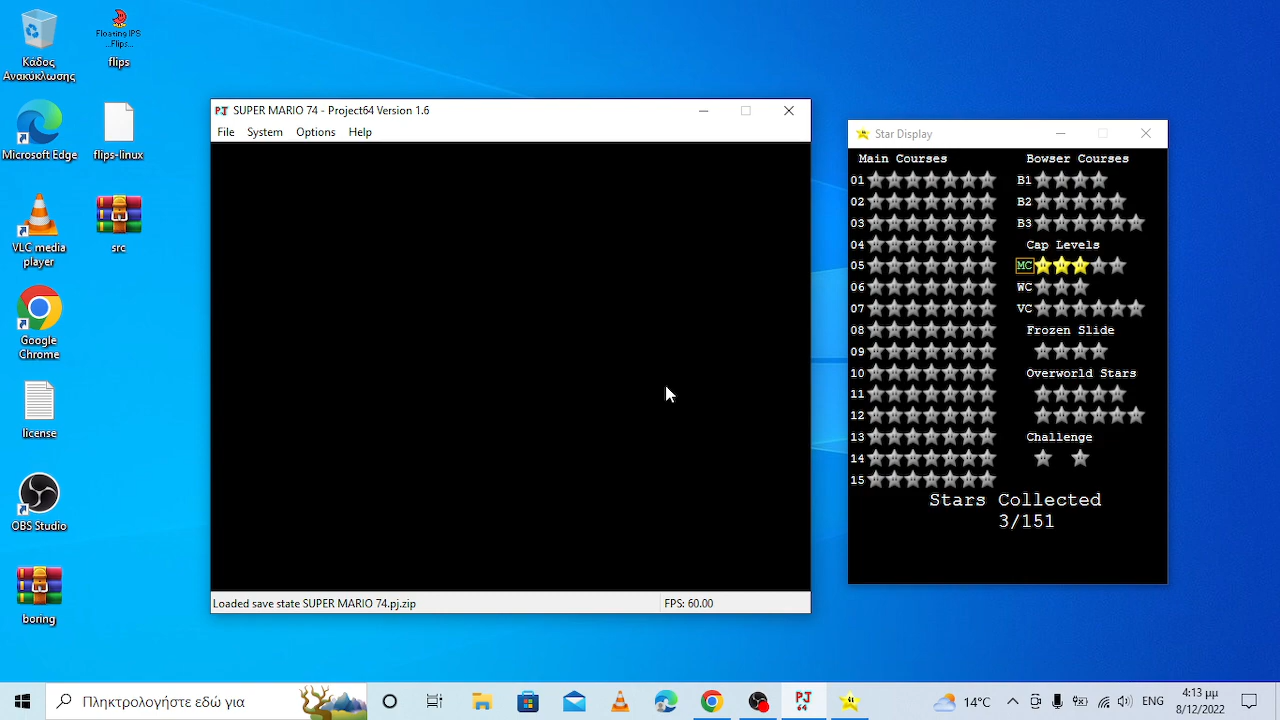 Κάδος
Ανακύκλωσης
Floating IPS
...Flips...
flips
Microsoft Edge
flips-linux
VLC media
player
src
Google
Chrome
license
OBS Studio
boring
SUPER MARIO 74 - Project64 Version 1.6
File System Options Help
Loaded save state SUPER MARIO 74.pj.zip
FPS: 60.00
Star Display
Main Courses
01
02
03
04
05
06
07
08
09
10
11
12
13
14
15
Bowser Courses
B1
B2
B3
Cap Levels
MC
WC
VC
Frozen Slide
Overworld Stars
Challenge
Stars Collected
3/151
Πληκτρολογήστε εδώ για
PJ
64
14°C
ENG
4:13 μμ
8/12/2022